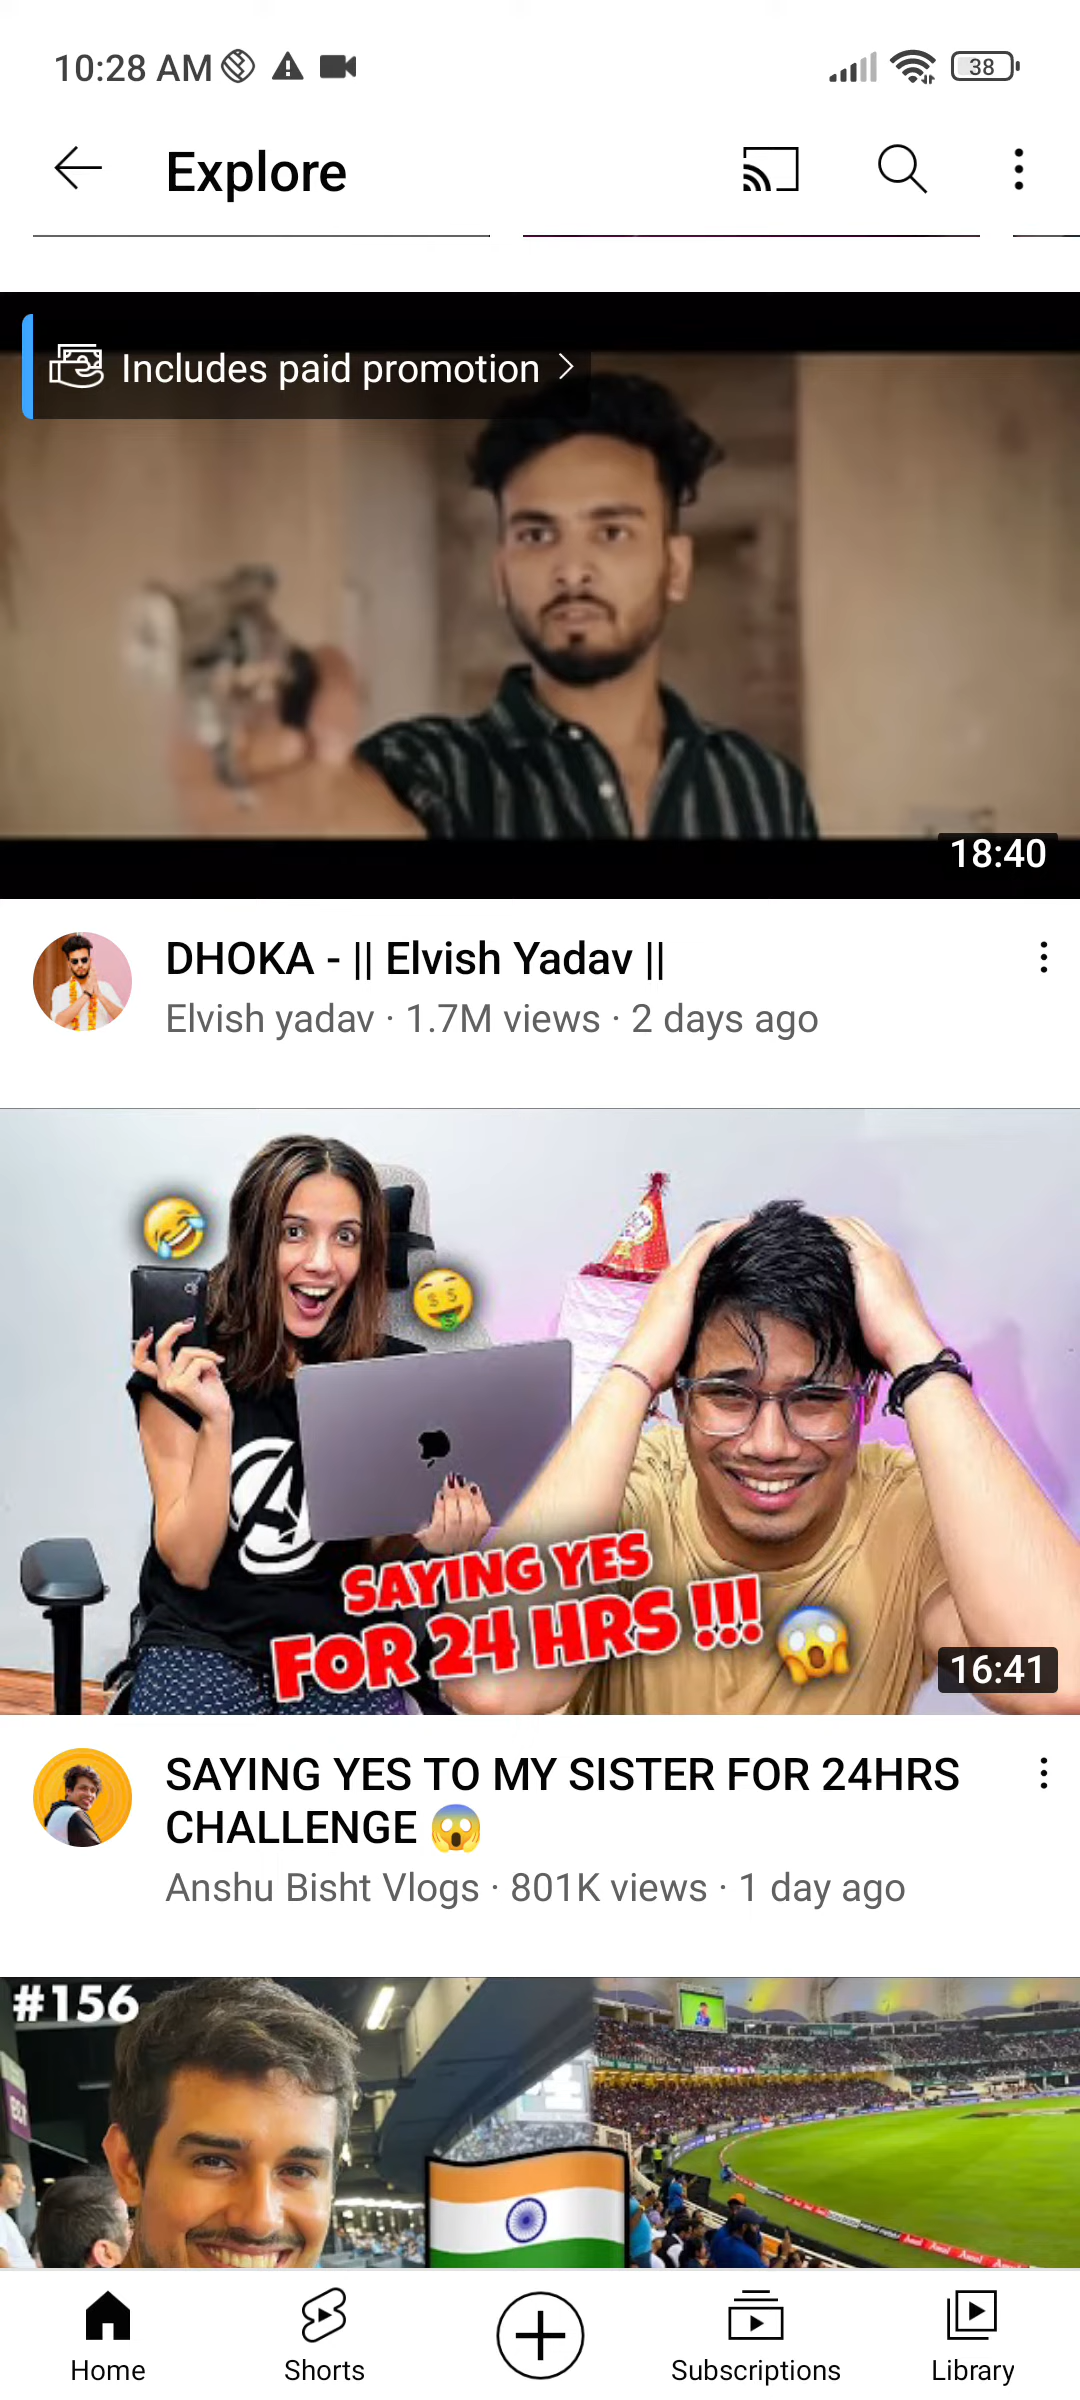 10:28 AM
38
Explore
Includes paid promotion
18:40
DHOKA - || Elvish Yadav ||
Elvish yadav · 1.7M views · 2 days ago
SAYING YES
FOR 24 HRS !!!
16:41
SAYING YES TO MY SISTER FOR 24HRS
CHALLENGE 😱
Anshu Bisht Vlogs · 801K views · 1 day ago
#156
Home
Shorts
Subscriptions
Library